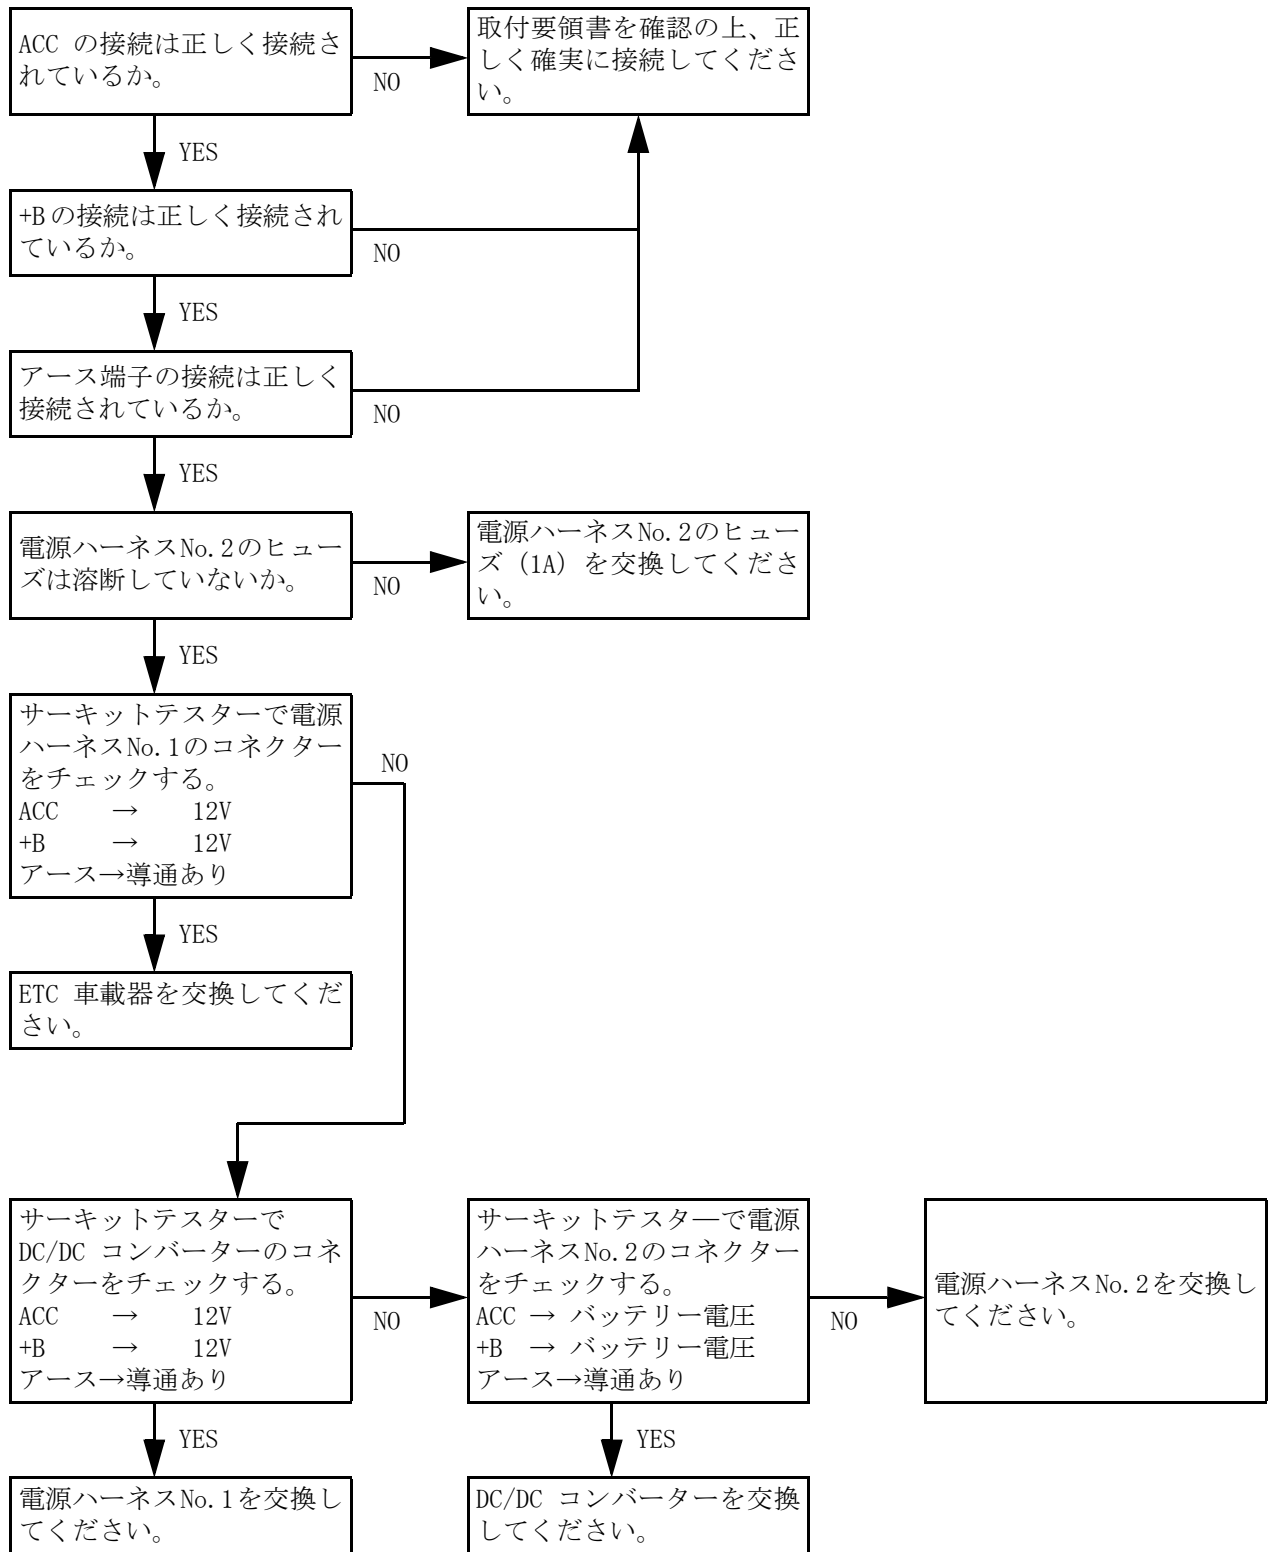 ACC の接続は正しく接続さ
れているか。
NO
取付要領書を確認の上、正
しく確実に接続してくださ
い。
YES
+Bの接続は正しく接続され
ているか。
NO
YES
アース端子の接続は正しく
接続されているか。
NO
YES
電源ハーネスNo.2のヒュー
ズは溶断していないか。
NO
電源ハーネスNo.2のヒュー
ズ（1A）を交換してくださ
い。
YES
サーキットテスターで電源
ハーネスNo.1のコネクター
をチェックする。
ACC → 12V
+B → 12V
アース→導通あり
NO
YES
ETC 車載器を交換してくだ
さい。
サーキットテスターで
DC/DC コンバーターのコネ
クターをチェックする。
ACC → 12V
+B → 12V
アース→導通あり
NO
サーキットテスタ―で電源
ハーネスNo.2のコネクター
をチェックする。
ACC → バッテリー電圧
+B → バッテリー電圧
アース→導通あり
NO
電源ハーネスNo.2を交換し
てください。
YES
電源ハーネスNo.1を交換し
てください。
YES
DC/DC コンバーターを交換
してください。